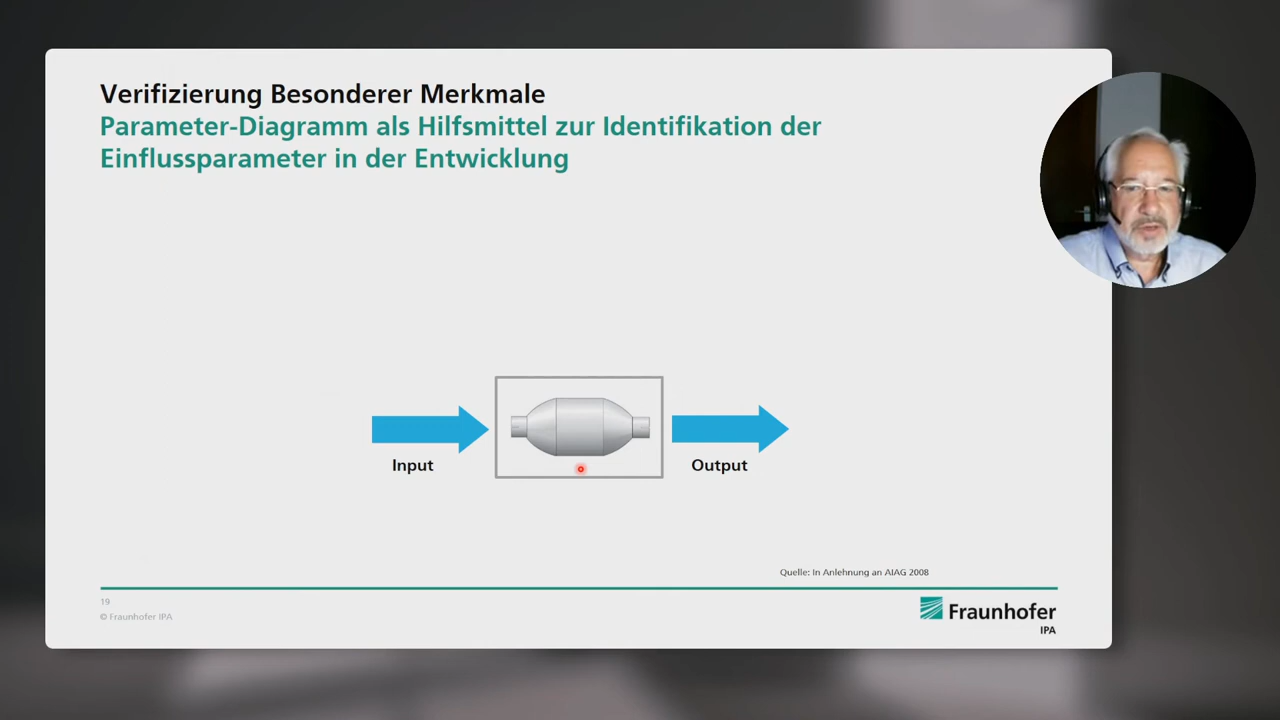 Verifizierung Besonderer Merkmale
Parameter-Diagramm als Hilfsmittel zur Identifikation der
Einflussparameter in der Entwicklung
Input
Output
Quelle: In Anlehnung an AIAG 2008
19
© Fraunhofer IPA
Fraunhofer
IPA